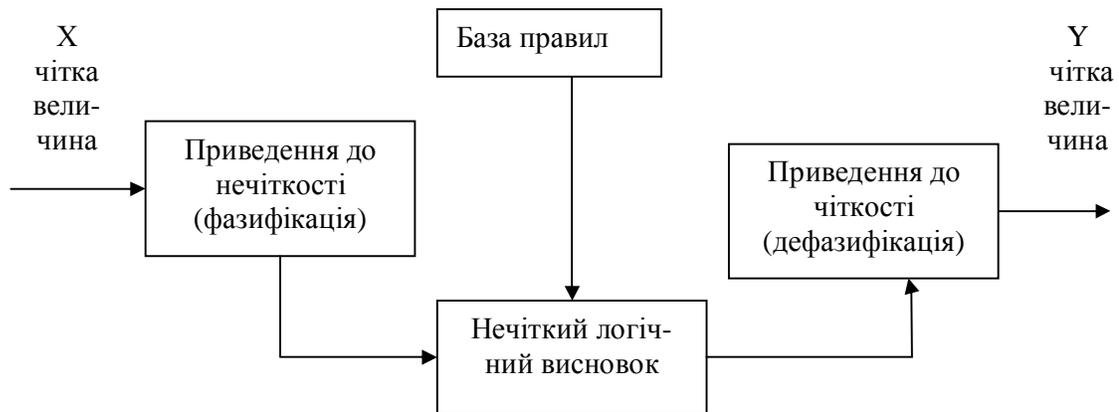 X
чітка
вели-
чина
База правил
Y
чітка
вели-
чина
Приведення до
нечіткості
(фазифікація)
Приведення до
чіткості
(дефазифікація)
Нечіткий логіч-
ний висновок